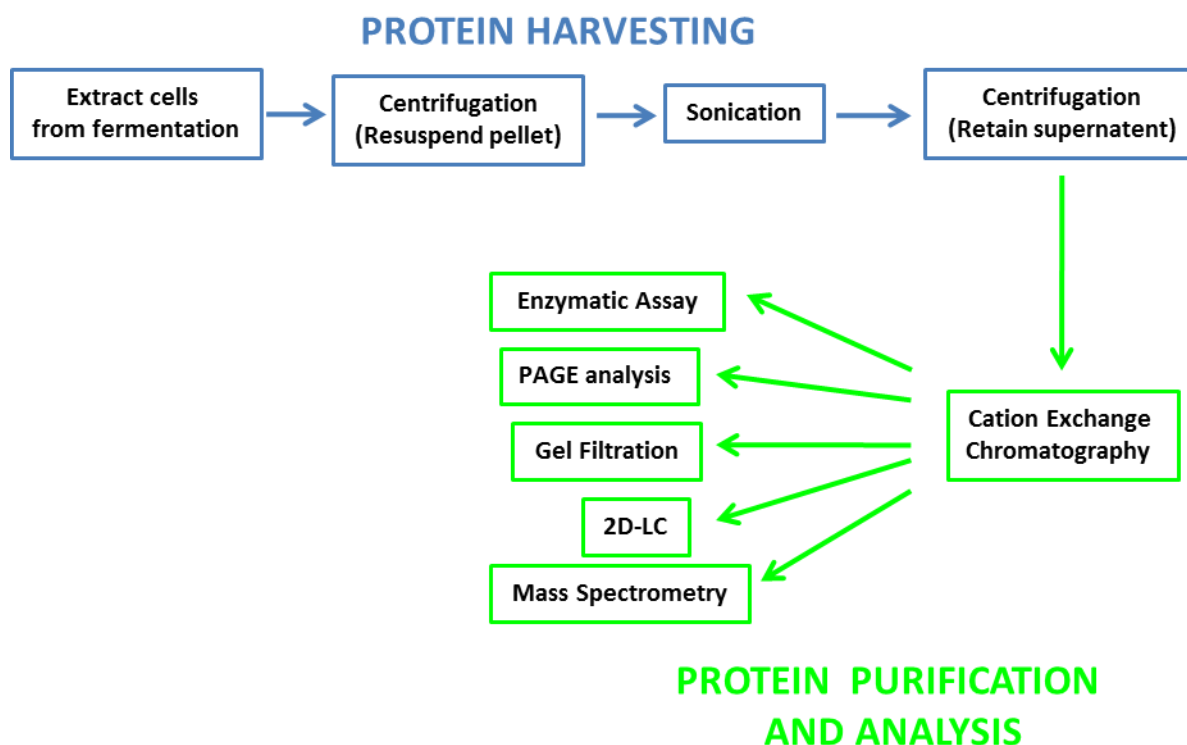 PROTEIN HARVESTING
Extract cells
from fermentation
Centrifugation
(Resuspend pellet)
Sonication
Centrifugation
(Retain supernatent)
Enzymatic Assay
PAGE analysis
Gel Filtration
2D-LC
Mass Spectrometry
Cation Exchange
Chromatography
PROTEIN PURIFICATION
AND ANALYSIS